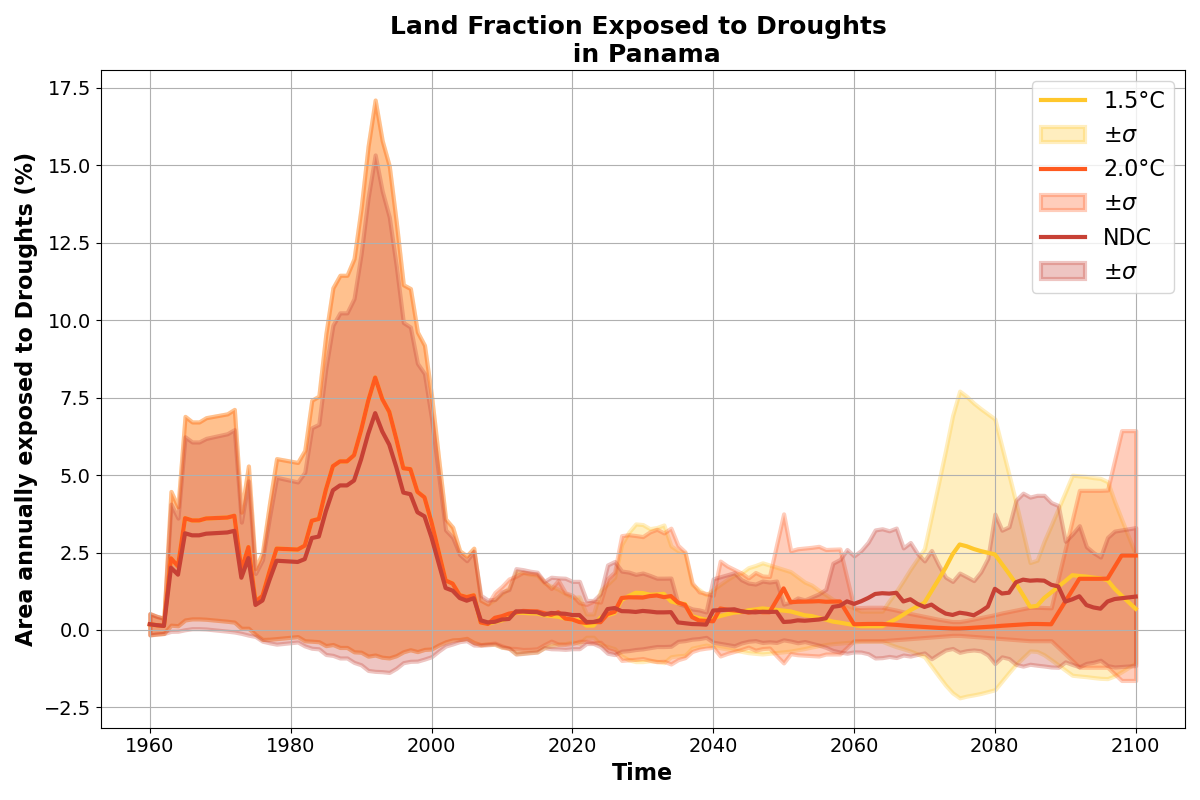 Land Fraction Exposed to Droughts
in Panama
Area annually exposed to Droughts (%)
17.5
15.0
12.5
10.0
7.5
5.0
2.5
0.0
−2.5
1.5°C
±σ
2.0°C
±σ
NDC
±σ
1960
1980
2000
2020
2040
2060
2080
2100
Time